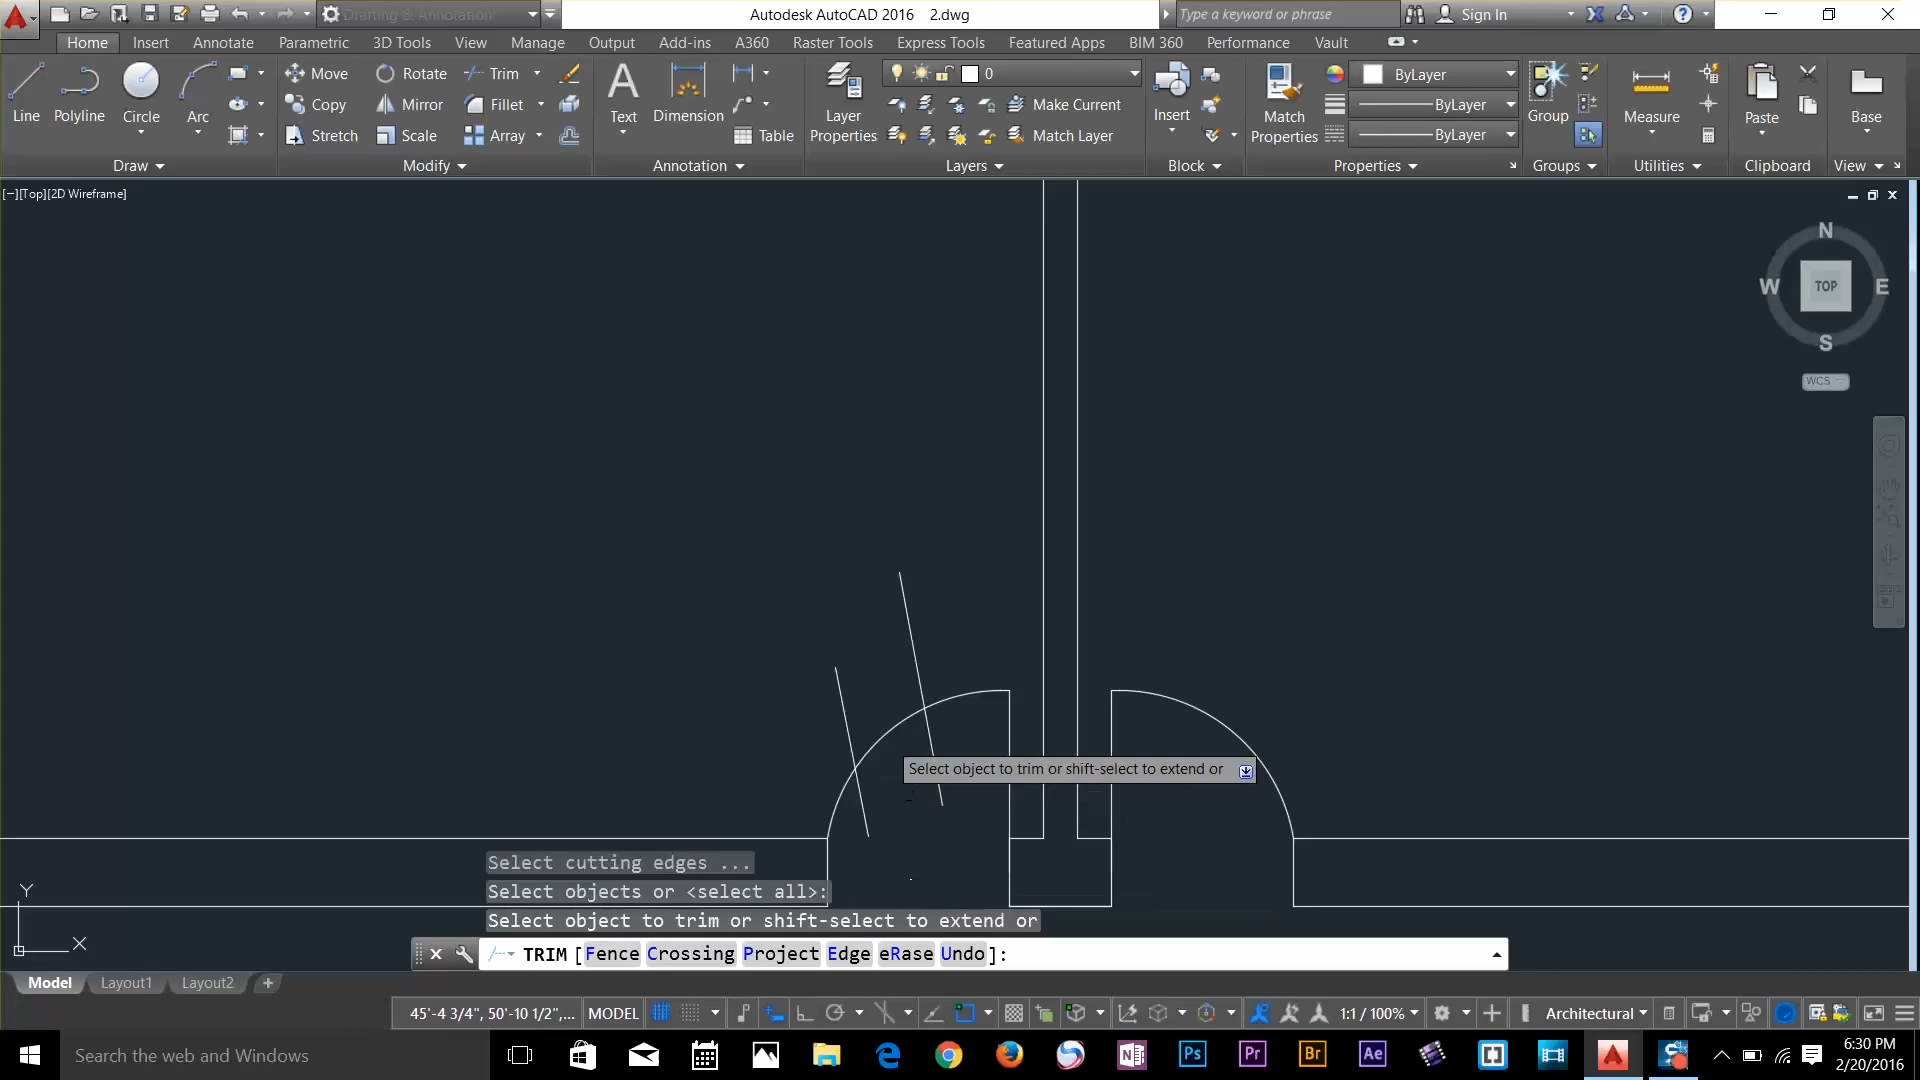 Drafting & Annotation
Autodesk AutoCAD 2016 2.dwg
Type a keyword or phrase
Sign In
Home Insert Annotate Parametric 3D Tools View Manage Output Add-ins A360 Raster Tools Express Tools Featured Apps BIM 360 Performance Vault
Line Polyline Circle Arc
Draw
Move Rotate Trim
Copy Mirror Fillet
Stretch Scale Array
Modify
Text Dimension Table
Annotation
Layer Properties
0
Make Current
Match Layer
Layers
Insert
Block
Match Properties
ByLayer
ByLayer
ByLayer
Properties
Group
Groups
Measure
Utilities
Paste
Clipboard
Base
View
[−][Top][2D Wireframe]
N
W TOP E
S
WCS
Select object to trim or shift-select to extend or
Y
X
Select cutting edges ...
Select objects or <select all>:
Select object to trim or shift-select to extend or
TRIM [Fence Crossing Project Edge eRase Undo]:
Model Layout1 Layout2 +
45'-4 3/4", 50'-10 1/2",... MODEL 1:1 / 100% Architectural
Search the web and Windows
N Ps Pr Br Ae
6:30 PM
2/20/2016